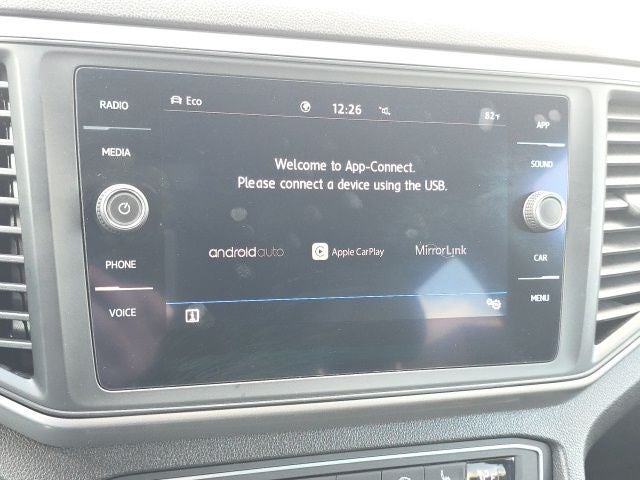 RADIO
MEDIA
PHONE
VOICE
Eco
12:26
82°F
Welcome to App-Connect.
Please connect a device using the USB.
androidauto
Apple CarPlay
MirrorLink
i
APP
SOUND
CAR
MENU